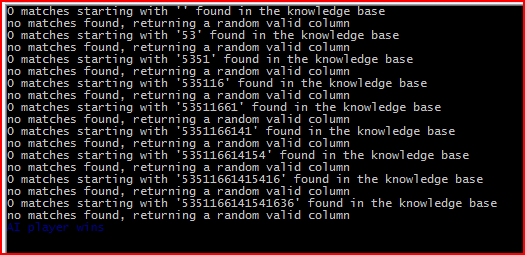 0 matches starting with '' found in the knowledge base
no matches found, returning a random valid column
0 matches starting with '53' found in the knowledge base
no matches found, returning a random valid column
0 matches starting with '5351' found in the knowledge base
no matches found, returning a random valid column
0 matches starting with '535116' found in the knowledge base
no matches found, returning a random valid column
0 matches starting with '53511661' found in the knowledge base
no matches found, returning a random valid column
0 matches starting with '5351166141' found in the knowledge base
no matches found, returning a random valid column
0 matches starting with '535116614154' found in the knowledge base
no matches found, returning a random valid column
0 matches starting with '53511661415416' found in the knowledge base
no matches found, returning a random valid column
0 matches starting with '5351166141541636' found in the knowledge base
no matches found, returning a random valid column
AI player wins